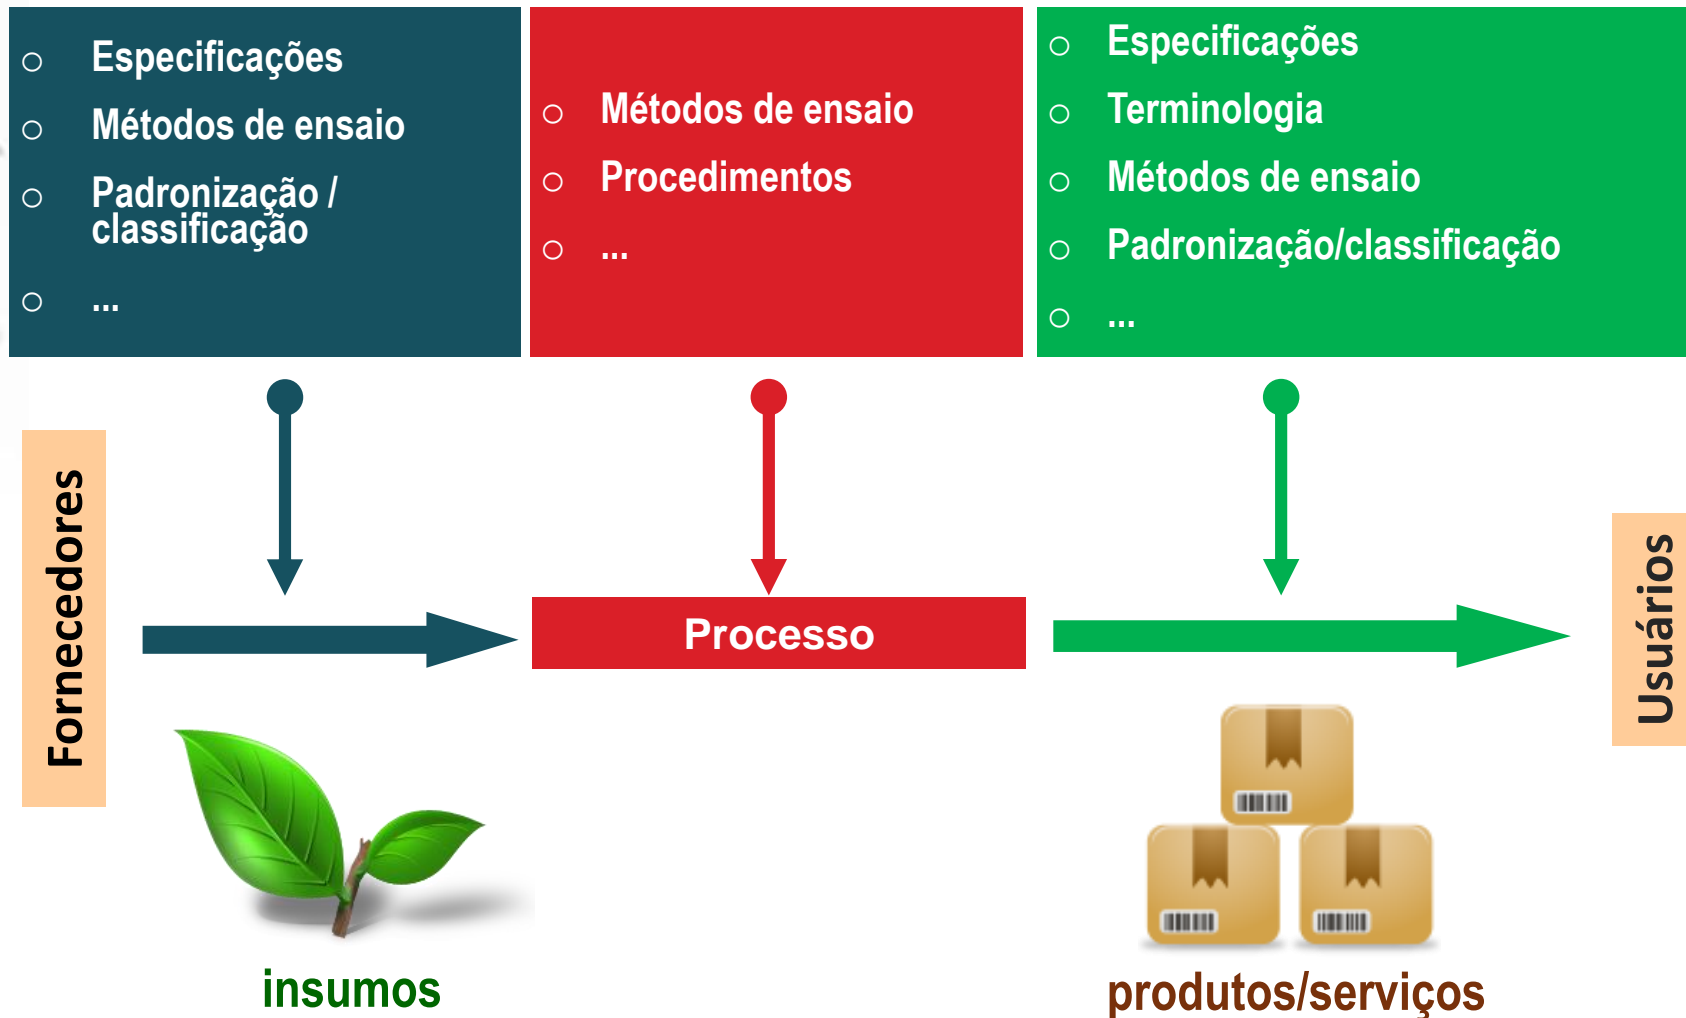 Especificações
Métodos de ensaio
Padronização /
classificação
...
Métodos de ensaio
Procedimentos
...
Especificações
Terminologia
Métodos de ensaio
Padronização/classificação
...
Fornecedores
Processo
Usuários
insumos
produtos/serviços